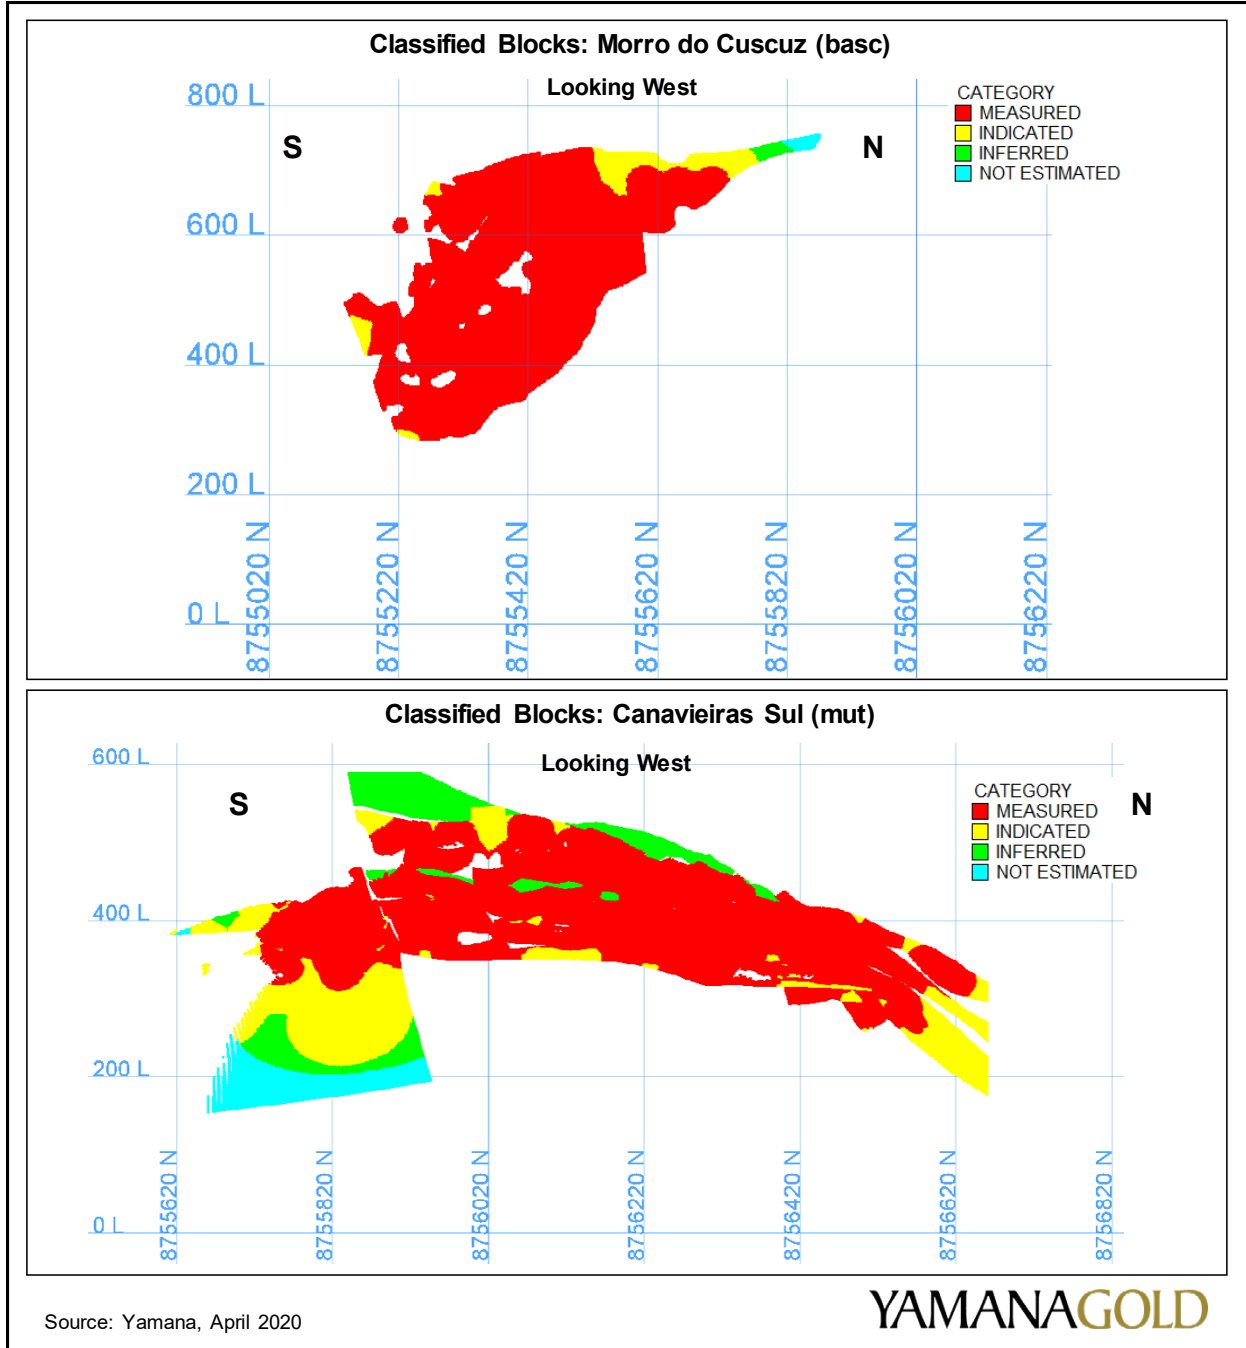 Classified Blocks: Morro do Cuscuz (basc)
Looking West
800 L
S
N
CATEGORY
MEASURED
INDICATED
INFERRED
NOT ESTIMATED
600 L
400 L
200 L
0 L
8755020 N
8755220 N
8755420 N
8755620 N
8755820 N
8756020 N
8756220 N
Classified Blocks: Canavieiras Sul (mut)
Looking West
600 L
S
N
CATEGORY
MEASURED
INDICATED
INFERRED
NOT ESTIMATED
400 L
200 L
0 L
8755620 N
8755820 N
8756020 N
8756220 N
8756420 N
8756620 N
8756820 N
Source: Yamana, April 2020
YAMANAGOLD